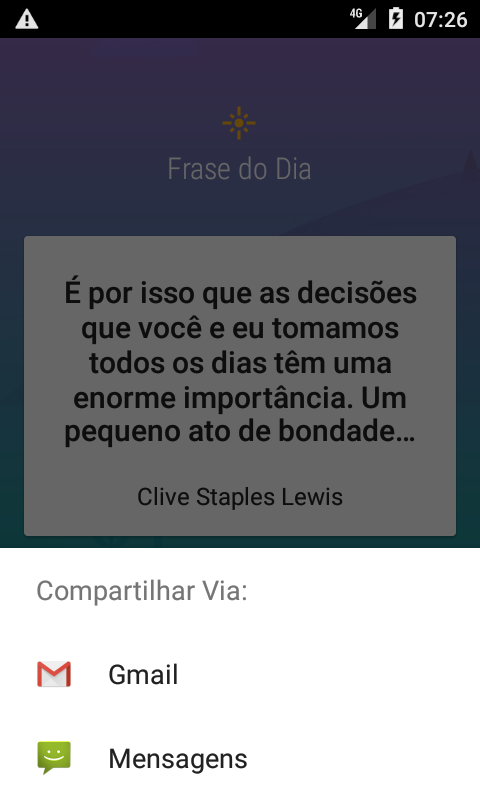 4G 07:26
Frase do Dia
É por isso que as decisões
que você e eu tomamos
todos os dias têm uma
enorme importância. Um
pequeno ato de bondade…
Clive Staples Lewis
Compartilhar Via:
Gmail
Mensagens